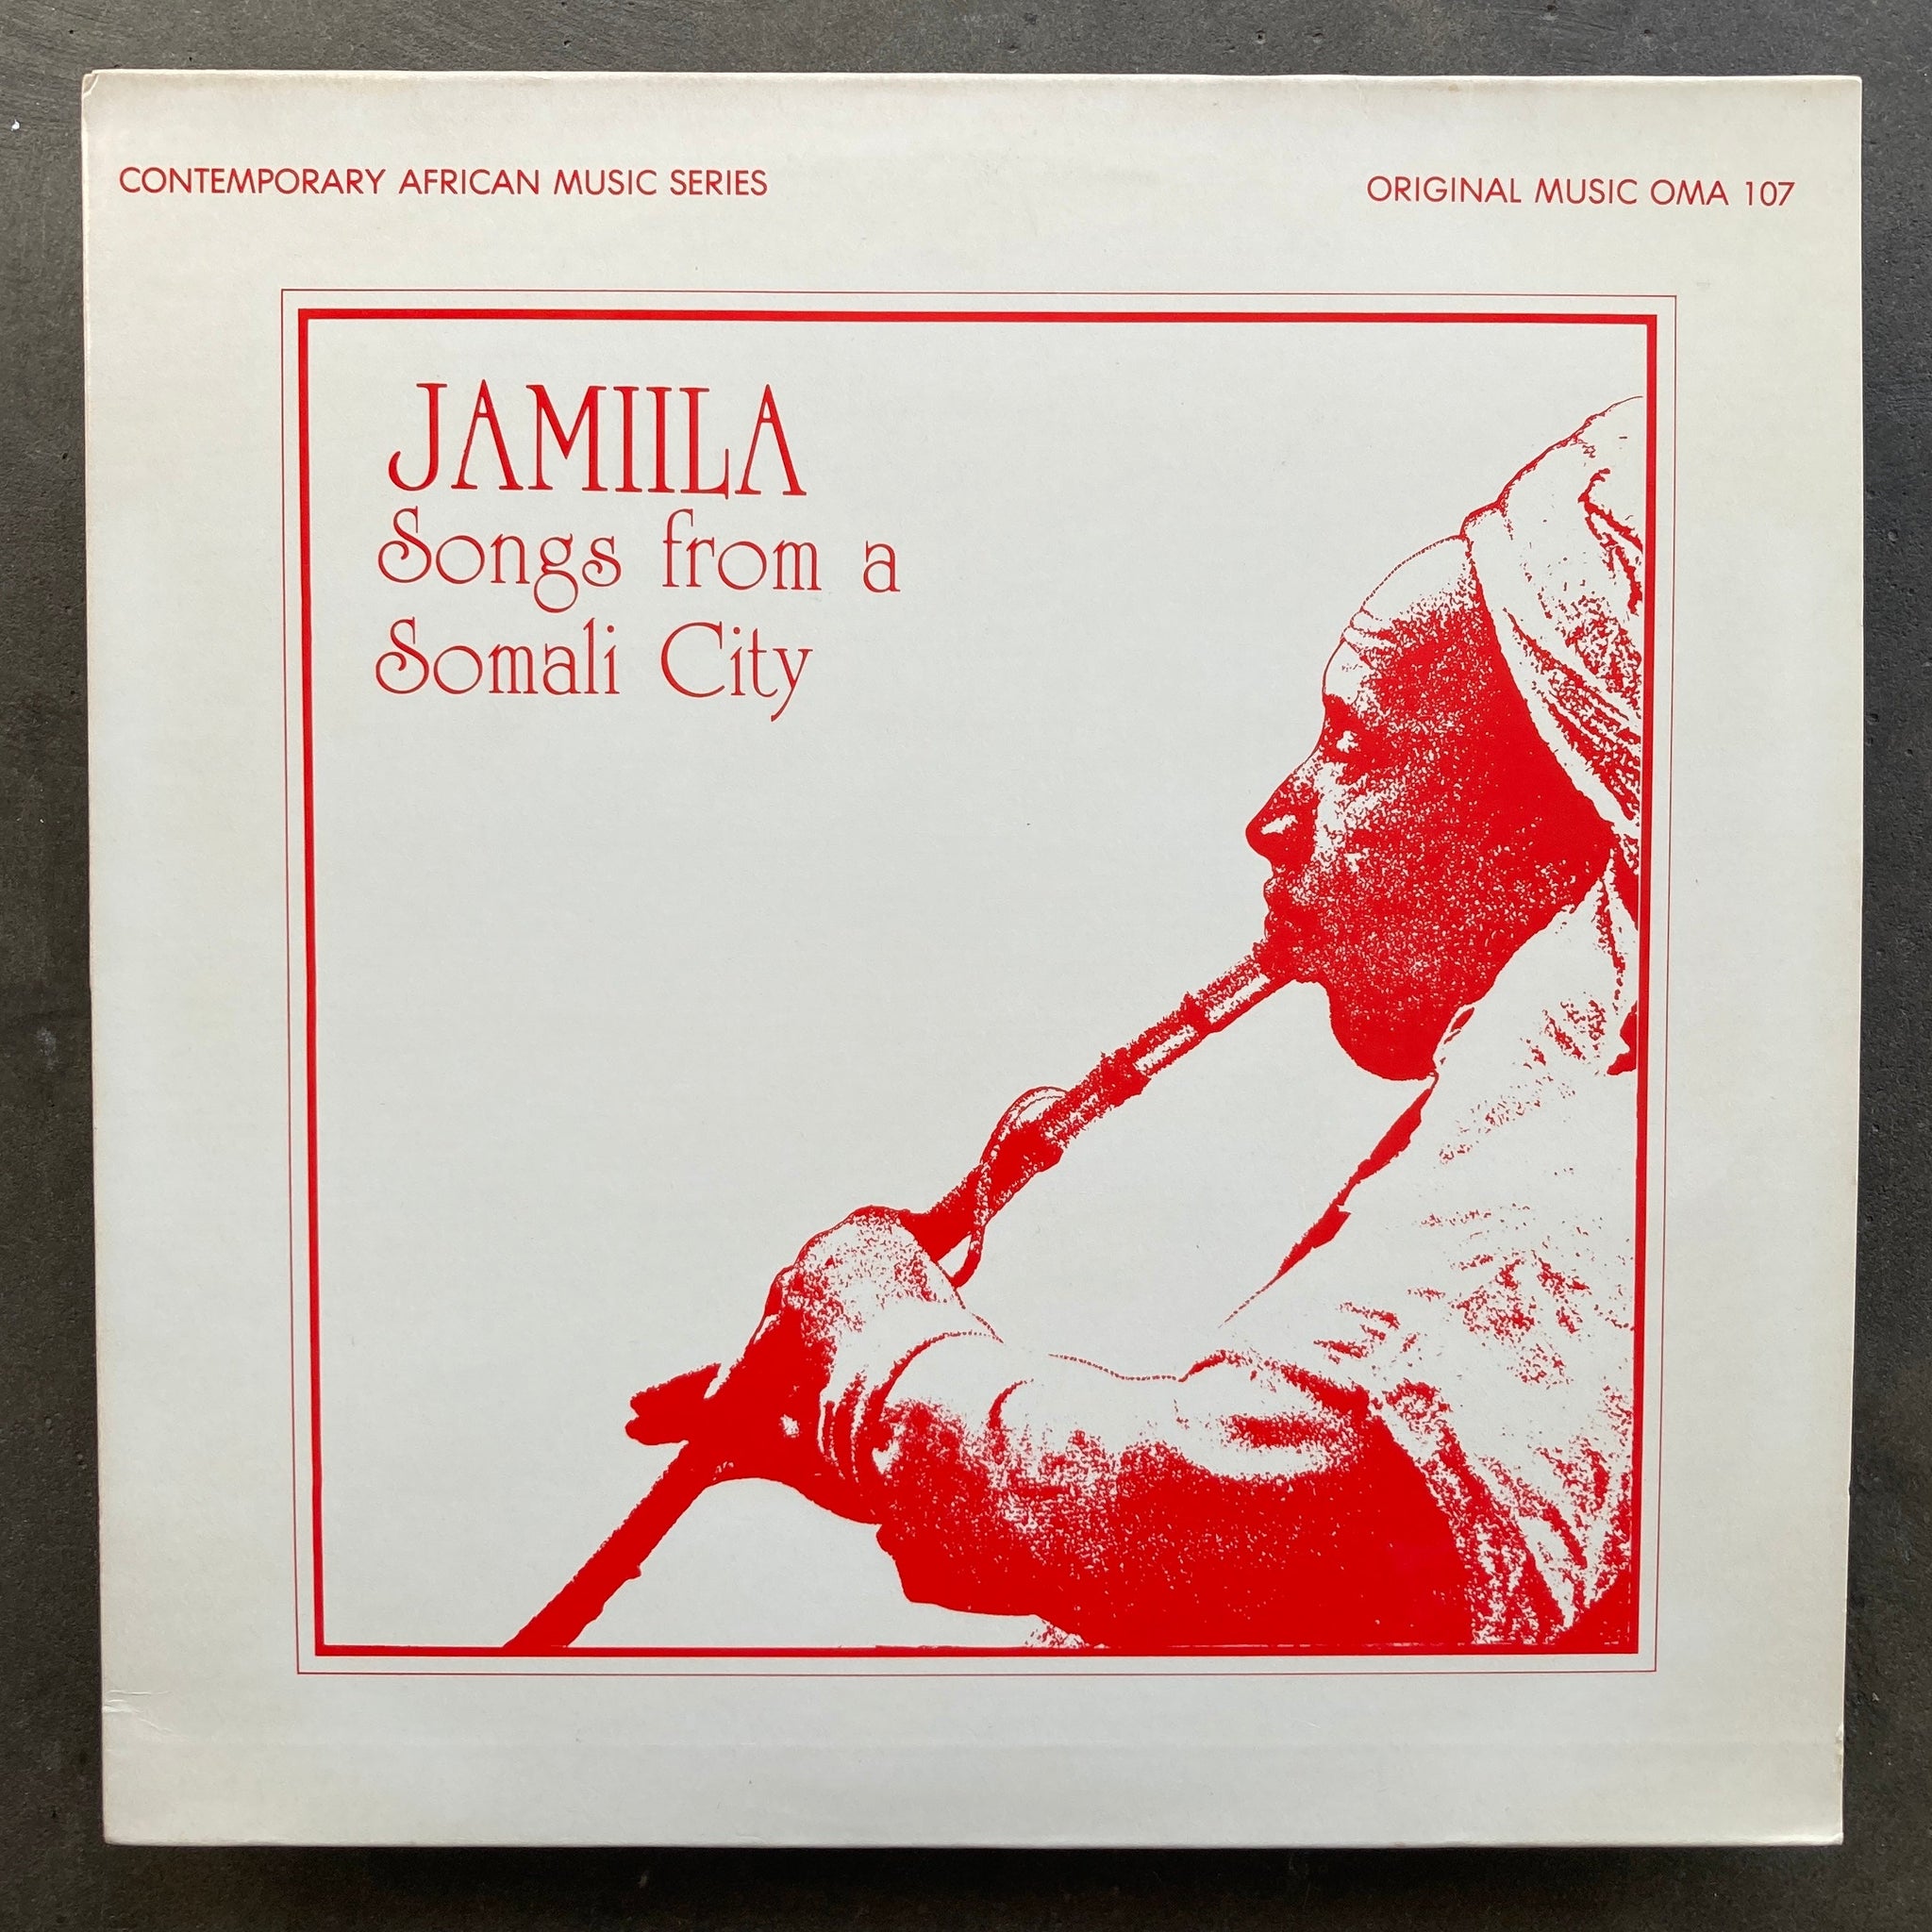 CONTEMPORARY AFRICAN MUSIC SERIES
ORIGINAL MUSIC OMA 107
JAMIILA
Songs from a
Somali City